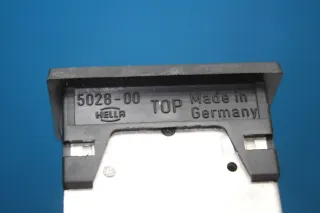 5028-00
HELLA
TOP
Made in
Germany